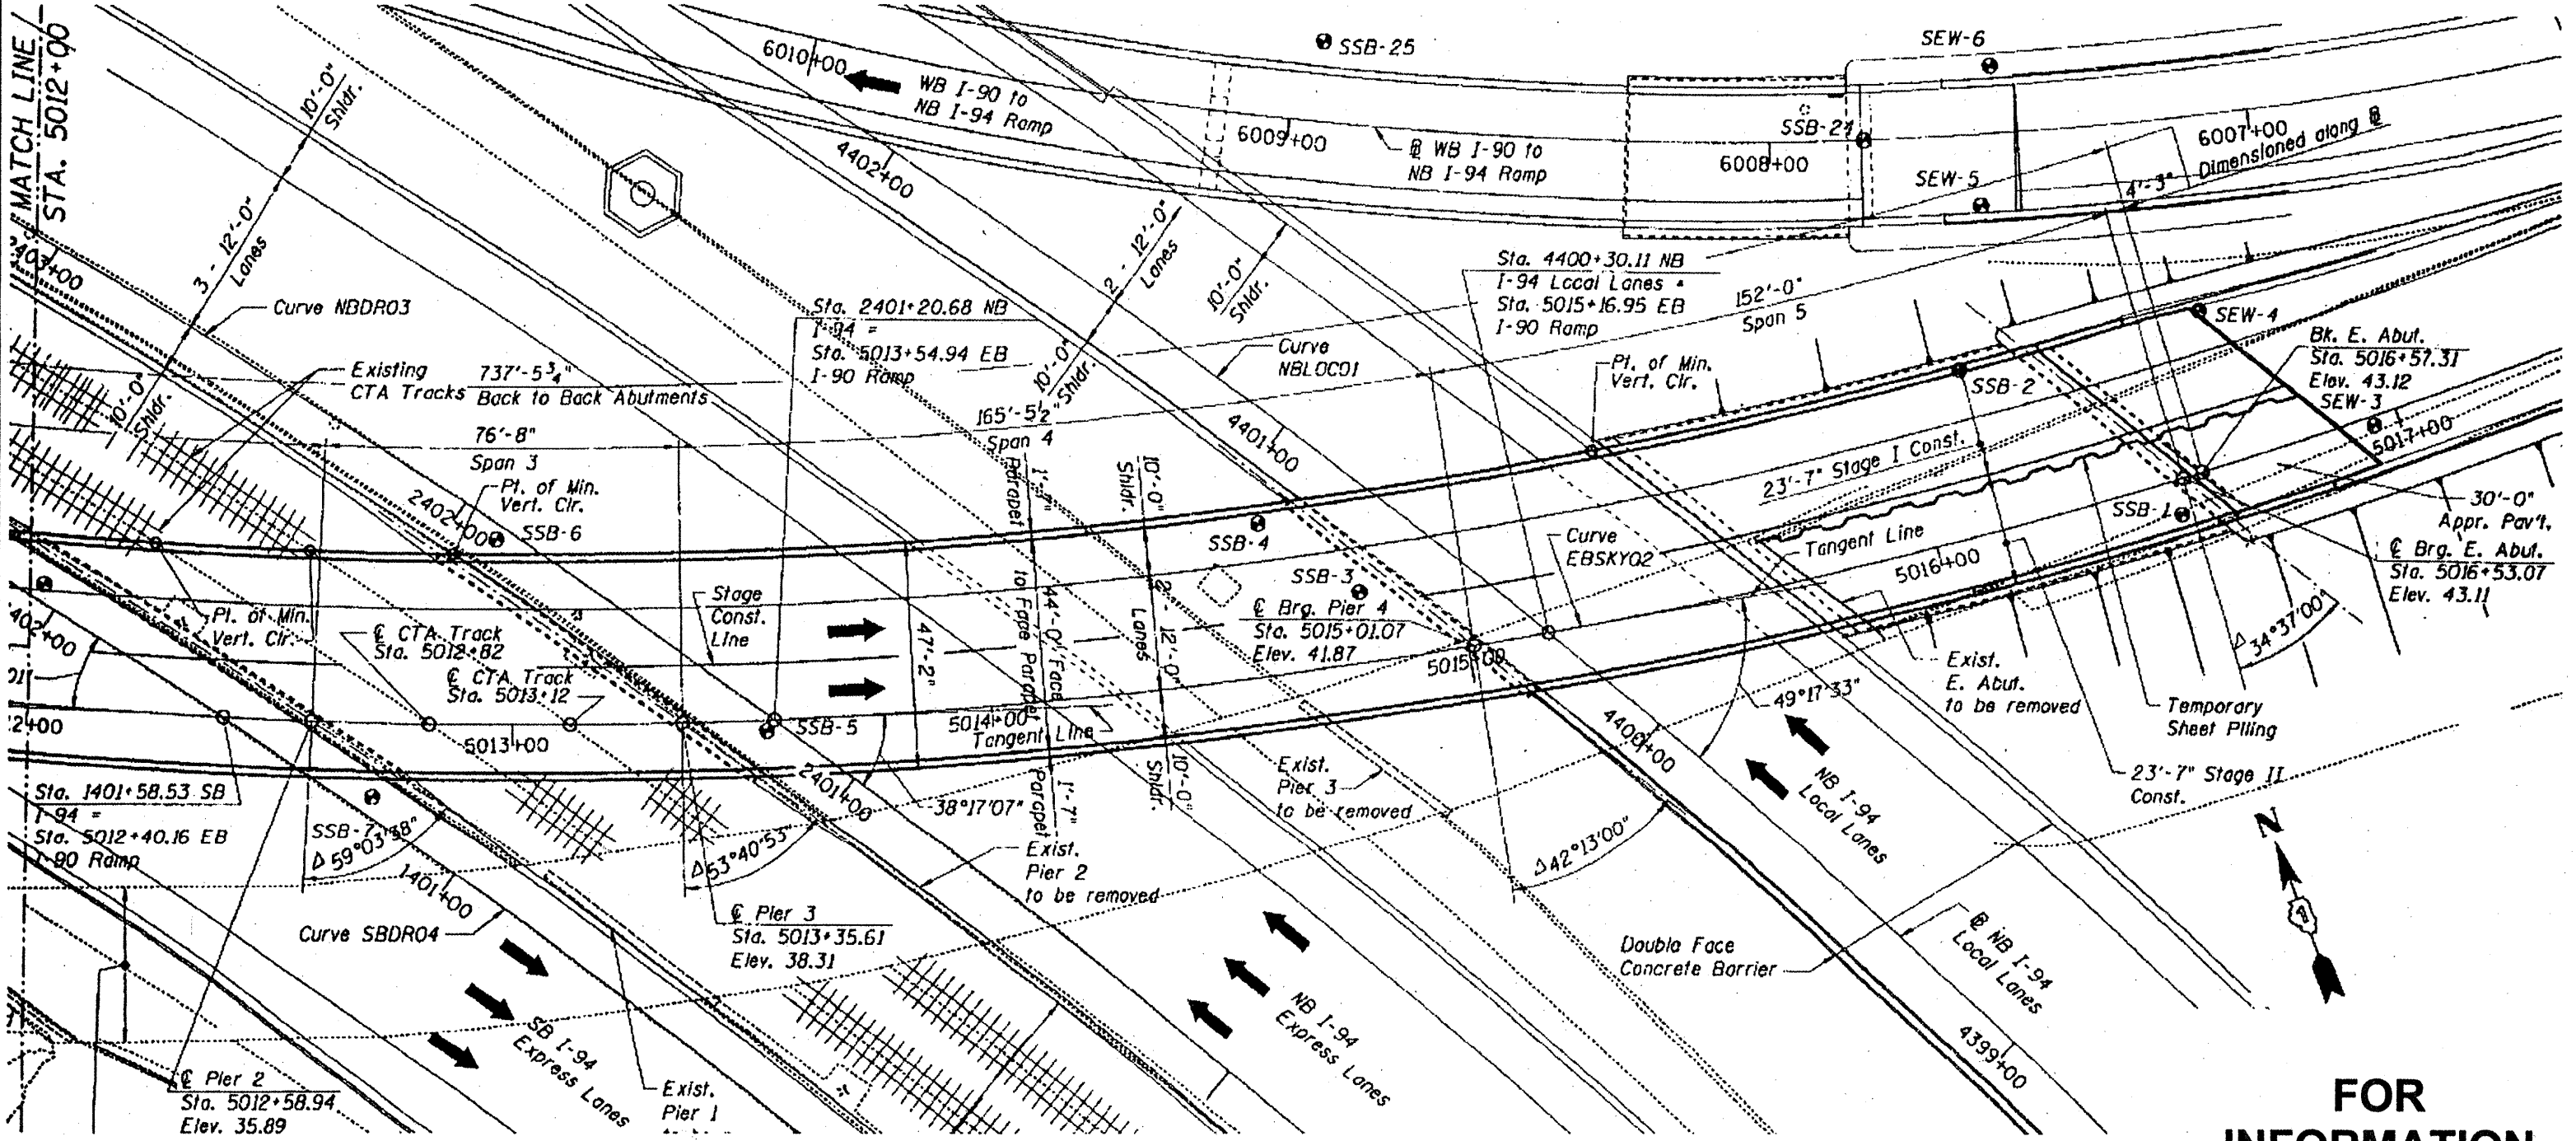 MATCH LINE
STA. 5012+00
10'-0"
Shldr.
3 - 12'-0"
Lanes
10'-0"
Shldr.
2403+00
Curve NBDR03
Existing
CTA Tracks
737'-5¾"
Back to Back Abutments
76'-8"
Span 3
Pt. of Min.
Vert. Clr.
2402+00
SSB-6
6010+00
WB I-90 to
NB I-94 Ramp
4402+00
SSB-25
6009+00
℄ WB I-90 to
NB I-94 Ramp
SEW-6
6008+00
SEW-5
6007+00
Dimensioned along ℄
4'-3"
2 - 12'-0"
Lanes
10'-0"
Shldr.
10'-0"
Shldr.
Sta. 2401+20.68 NB
I-94 =
Sta. 5013+54.94 EB
I-90 Ramp
Curve
NBLOC01
165'-5½"
Span 4
Sta. 4400+30.11 NB
I-94 Local Lanes =
Sta. 5015+16.95 EB
I-90 Ramp
152'-0"
Span 5
Pt. of Min.
Vert. Clr.
SSB-2
SEW-4
Bk. E. Abut.
Sta. 5016+57.31
Elev. 43.12
SEW-3
5017+00
30'-0"
Appr. Pav't.
℄ Brg. E. Abut.
Sta. 5016+53.07
Elev. 43.11
4401+00
23'-7" Stage I Const.
SSB-1
Tangent Line
5016+00
Curve
EBSKY02
SSB-4
SSB-3
℄ Brg. Pier 4
Sta. 5015+01.07
Elev. 41.87
5015+00
1'-7"
Parapet
44'-0" Face
to Face Parapet
1'-7"
Parapet
10'-0"
Shldr.
2 - 12'-0"
Lanes
10'-0"
Shldr.
47'-2"
Stage
Const.
Line
Pt. of Min.
Vert. Clr.
℄ CTA Track
Sta. 5012+82
℄ CTA Track
Sta. 5013+12
5013+00
SSB-5
5014+00
Tangent Line
2401+00
38°17'07"
Sta. 1401+58.53 SB
I-94 =
Sta. 5012+40.16 EB
I-90 Ramp
SSB-7
Δ 59°03'38"
1401+00
Curve SBDR04
Δ 53°40'53"
℄ Pier 3
Sta. 5013+35.61
Elev. 38.31
Exist.
Pier 2
to be removed
Exist.
Pier 3
to be removed
Δ 42°13'00"
4400+00
49°17'33"
NB I-94
Local Lanes
Exist.
E. Abut.
to be removed
Δ 34°37'00"
Temporary
Sheet Piling
23'-7" Stage II
Const.
N
Double Face
Concrete Barrier
℄ NB I-94
Local Lanes
4399+00
SB I-94
Express Lanes
NB I-94
Express Lanes
℄ Pier 2
Sta. 5012+58.94
Elev. 35.89
Exist.
Pier 1
FOR
INFORMATION